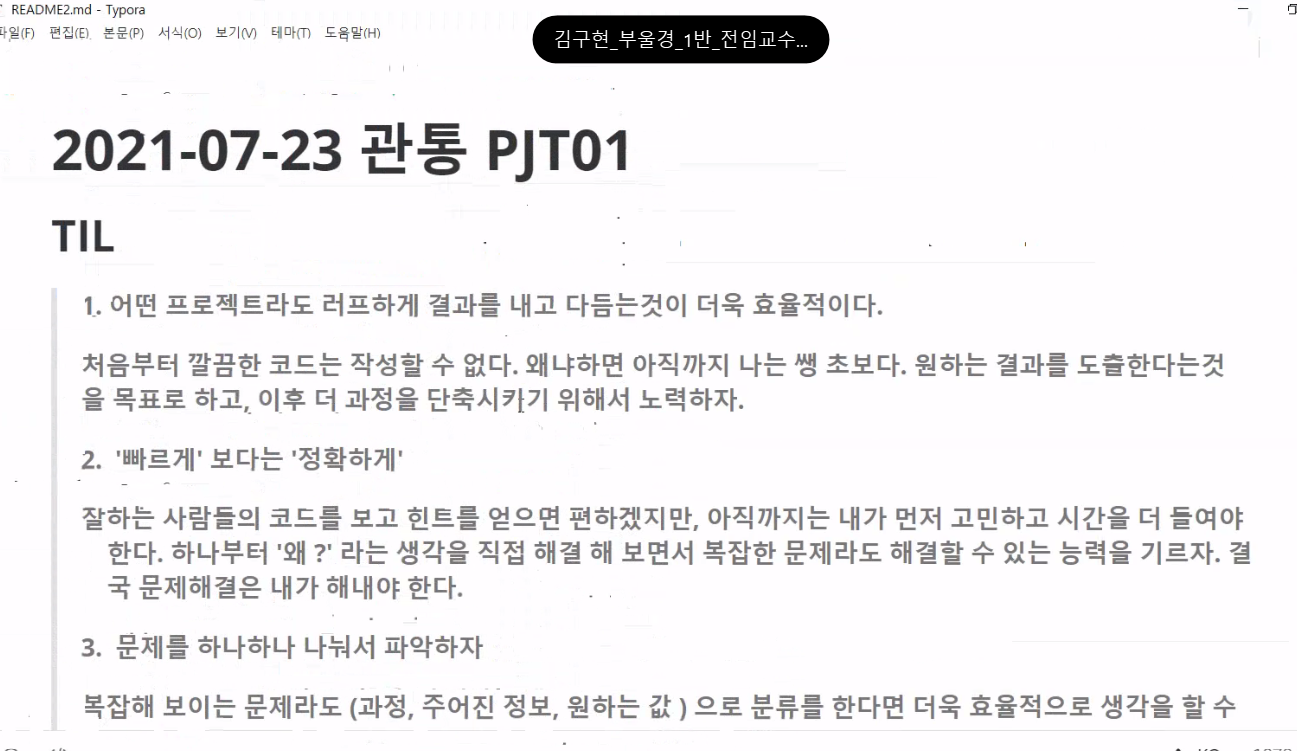 README2.md - Typora
파일(F) 편집(E) 본문(P) 서식(O) 보기(V) 테마(T) 도움말(H)
김구현_부울경_1반_전임교수...
2021-07-23 관통 PJT01
TIL
1. 어떤 프로젝트라도 러프하게 결과를 내고 다듬는것이 더욱 효율적이다.
처음부터 깔끔한 코드는 작성할 수 없다. 왜냐하면 아직까지 나는 쌩 초보다. 원하는 결과를 도출한다는것
을 목표로 하고, 이후 더 과정을 단축시키기 위해서 노력하자.
2. '빠르게' 보다는 '정확하게'
잘하는 사람들의 코드를 보고 힌트를 얻으면 편하겠지만, 아직까지는 내가 먼저 고민하고 시간을 더 들여야
한다. 하나부터 '왜 ?' 라는 생각을 직접 해결 해 보면서 복잡한 문제라도 해결할 수 있는 능력을 기르자. 결
국 문제해결은 내가 해내야 한다.
3. 문제를 하나하나 나눠서 파악하자
복잡해 보이는 문제라도 (과정, 주어진 정보, 원하는 값 ) 으로 분류를 한다면 더욱 효율적으로 생각을 할 수